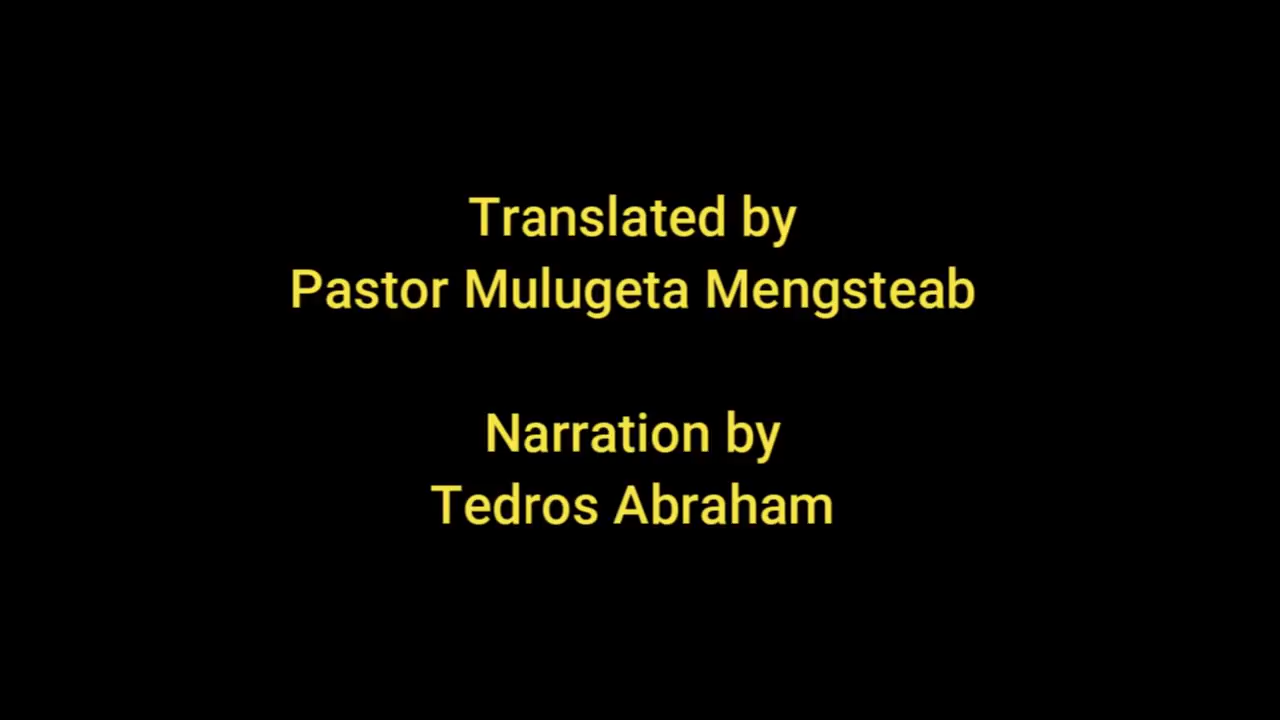 Translated by
Pastor Mulugeta Mengsteab
Narration by
Tedros Abraham